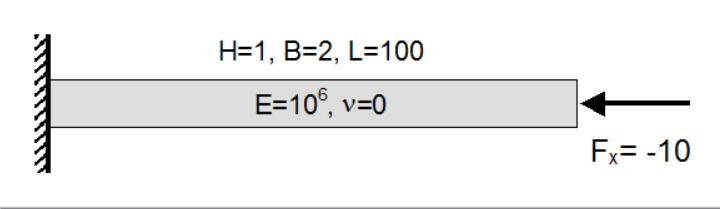 H=1, B=2, L=100
E=10⁶, ν=0
Fₓ= -10